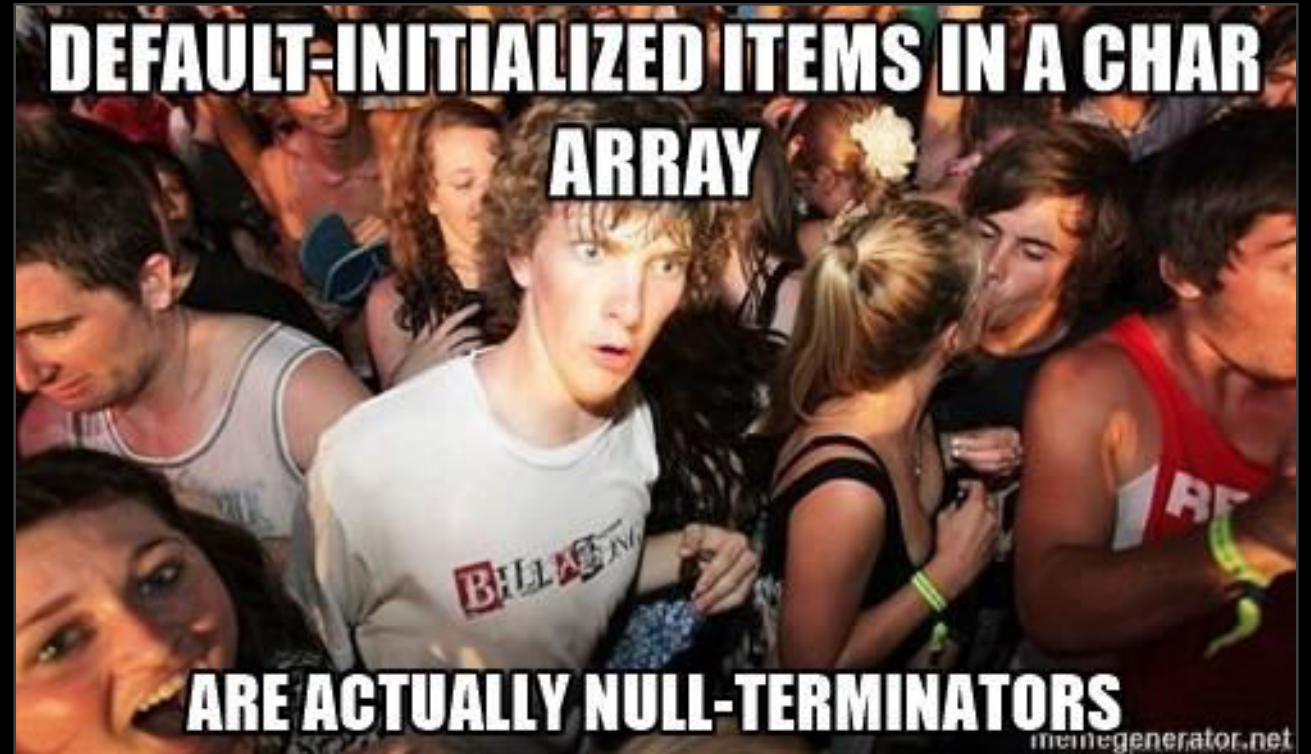 DEFAULT-INITIALIZED ITEMS IN A CHAR
ARRAY
ARE ACTUALLY NULL-TERMINATORS
memegenerator.net